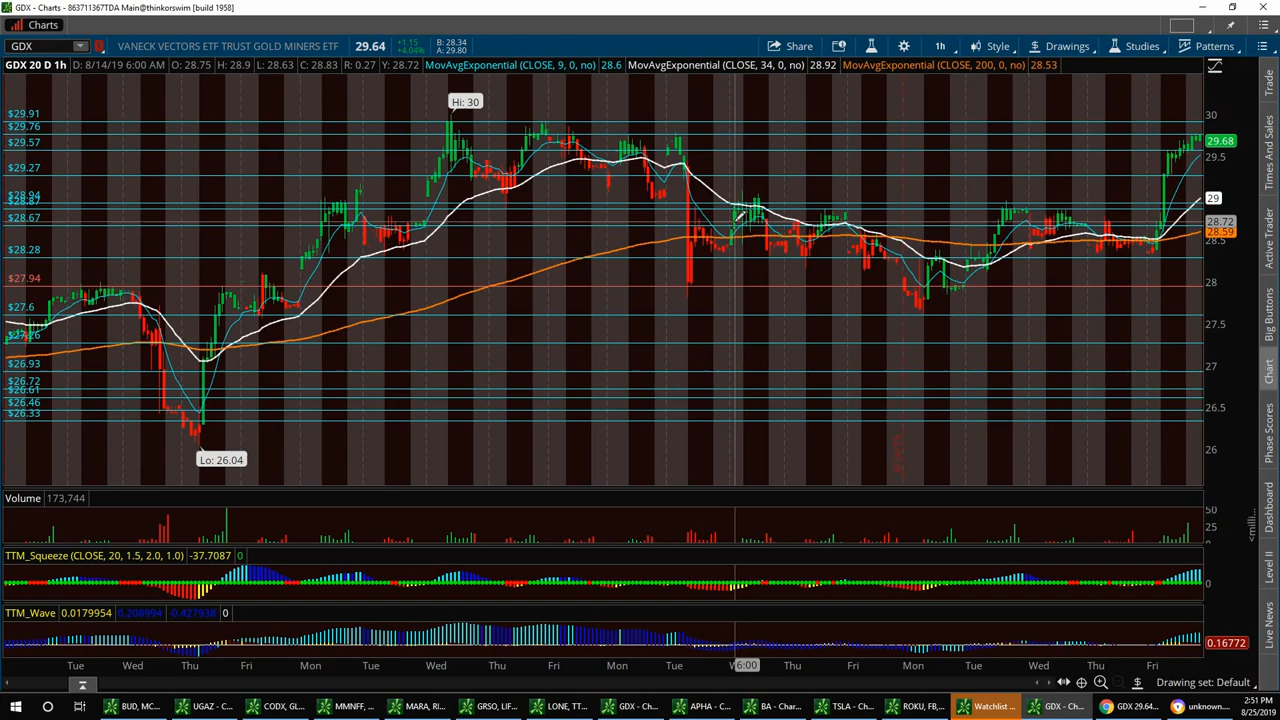 GDX - Charts - 863711367TDA Main@thinkorswim [build 1958]
Charts
GDX VANECK VECTORS ETF TRUST GOLD MINERS ETF 29.64 +1.15 +4.04% B: 28.34 A: 29.80 Share 1h Style Drawings Studies Patterns
GDX 20 D 1h D: 8/14/19 6:00 AM O: 28.75 H: 28.9 L: 28.63 C: 28.83 R: 0.27 Y: 28.72 MovAvgExponential (CLOSE, 9, 0, no) 28.6 MovAvgExponential (CLOSE, 34, 0, no) 28.92 MovAvgExponential (CLOSE, 200, 0, no) 28.53
Hi: 30
$29.91
$29.76
$29.57
$29.27
$28.94
$28.67
$28.28
$27.94
$27.6
$27.26
$26.93
$26.72
$26.61
$26.46
$26.33
Lo: 26.04
30
29.68
29.5
29
28.72
28.59
28.5
28
27.5
27
26.5
26
Volume 173,744
50
25
0
<milli...
TTM_Squeeze (CLOSE, 20, 1.5, 2.0, 1.0) -37.7087 0
0
TTM_Wave 0.0179954 0.208994 -0.427938 0
0.16772
Tue Wed Thu Fri Mon Tue Wed Thu Fri Mon Tue W 6:00 Thu Fri Mon Tue Wed Thu Fri
Drawing set: Default
Trade
Times And Sales
Active Trader
Big Buttons
Chart
Phase Scores
Dashboard
Level II
Live News
BUD, MC... UGAZ - C... CODX, GL... MMNFF, ... MARA, RI... GRSO, LIF... LONE, TT... GDX - Ch... APHA - C... BA - Char... TSLA - Ch... ROKU, FB,... Watchlist ... GDX - Ch... GDX 29.64... unknown....
2:51 PM
8/25/2019